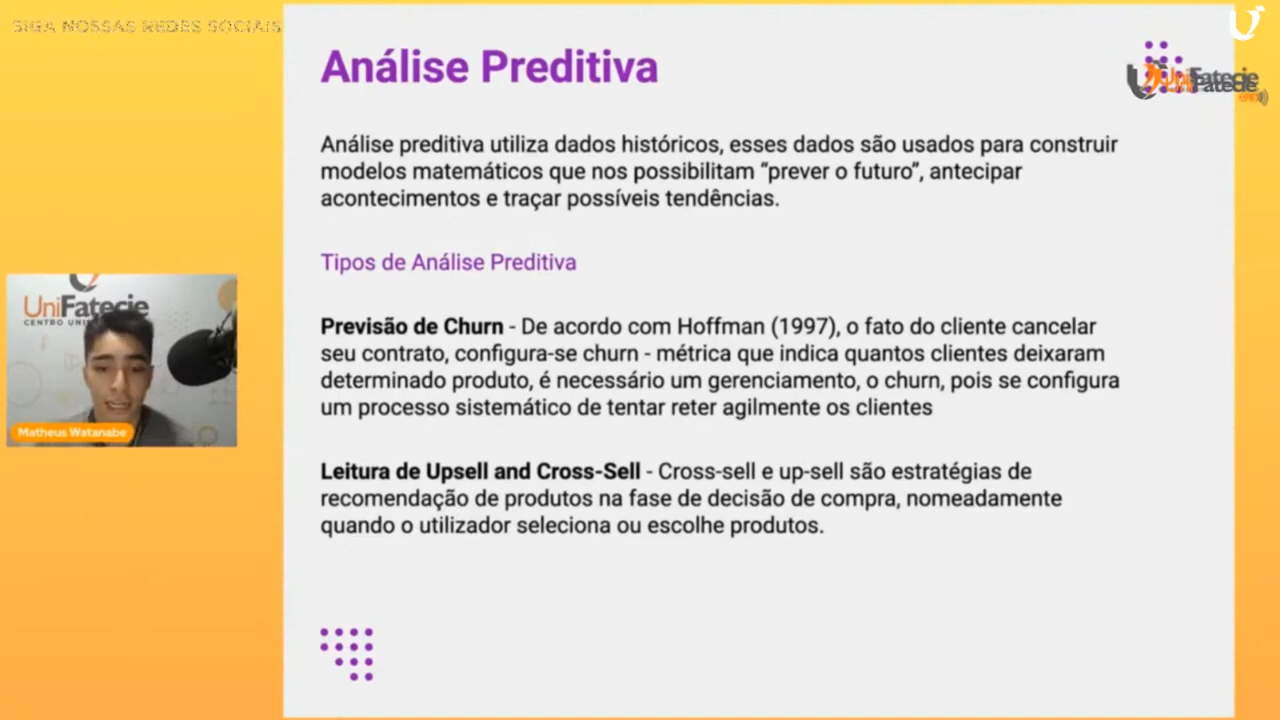 SIGA NOSSAS REDES SOCIAIS
Análise Preditiva
UniFatecie
Análise preditiva utiliza dados históricos, esses dados são usados para construir
modelos matemáticos que nos possibilitam “prever o futuro”, antecipar
acontecimentos e traçar possíveis tendências.
Tipos de Análise Preditiva
Previsão de Churn - De acordo com Hoffman (1997), o fato do cliente cancelar
seu contrato, configura-se churn - métrica que indica quantos clientes deixaram
determinado produto, é necessário um gerenciamento, o churn, pois se configura
um processo sistemático de tentar reter agilmente os clientes
Leitura de Upsell and Cross-Sell - Cross-sell e up-sell são estratégias de
recomendação de produtos na fase de decisão de compra, nomeadamente
quando o utilizador seleciona ou escolhe produtos.
UniFatecie
CENTRO
Matheus Watanabe